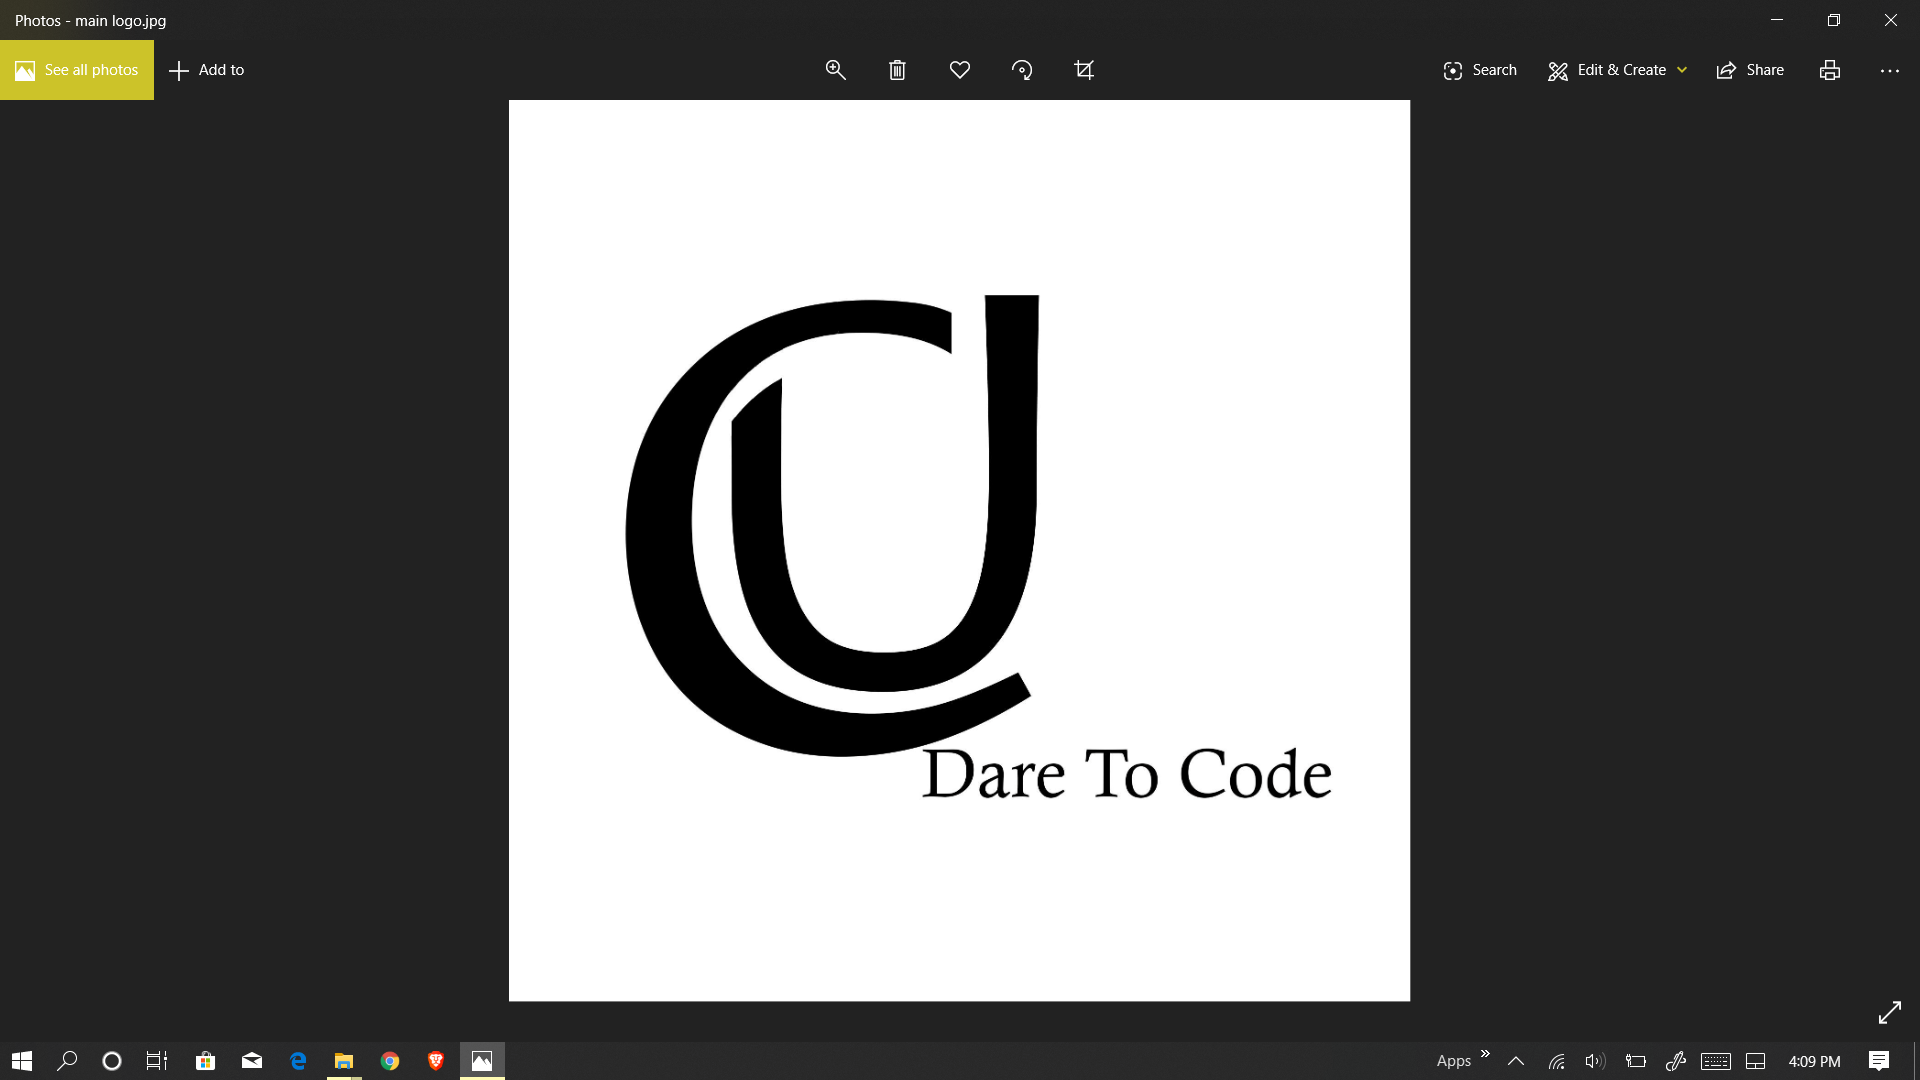 Photos - main logo.jpg
See all photos
Add to
Search
Edit & Create
Share
CU
Dare To Code
Apps
4:09 PM